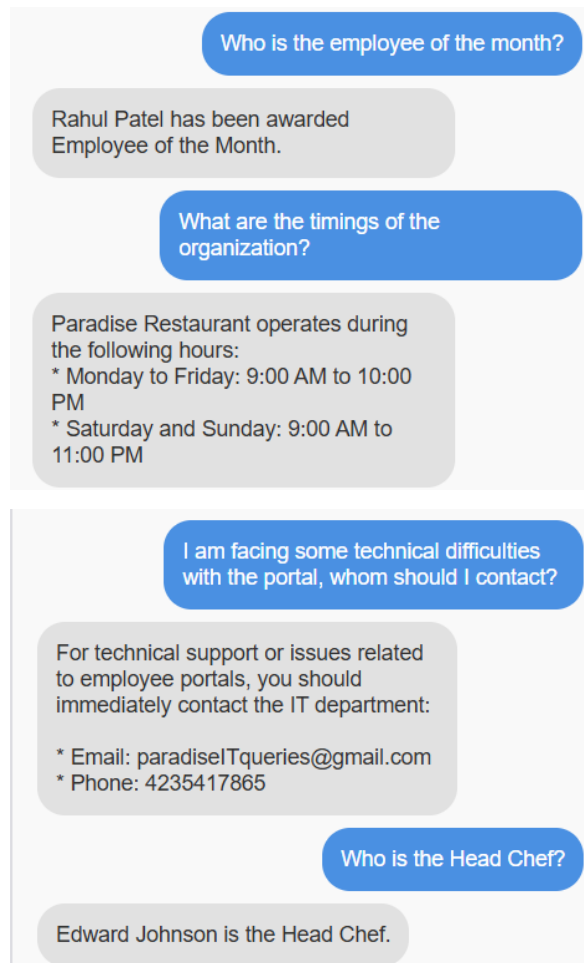 Who is the employee of the month?
Rahul Patel has been awarded
Employee of the Month.
What are the timings of the
organization?
Paradise Restaurant operates during
the following hours:
* Monday to Friday: 9:00 AM to 10:00
PM
* Saturday and Sunday: 9:00 AM to
11:00 PM
I am facing some technical difficulties
with the portal, whom should I contact?
For technical support or issues related
to employee portals, you should
immediately contact the IT department:
* Email: paradiseITqueries@gmail.com
* Phone: 4235417865
Who is the Head Chef?
Edward Johnson is the Head Chef.